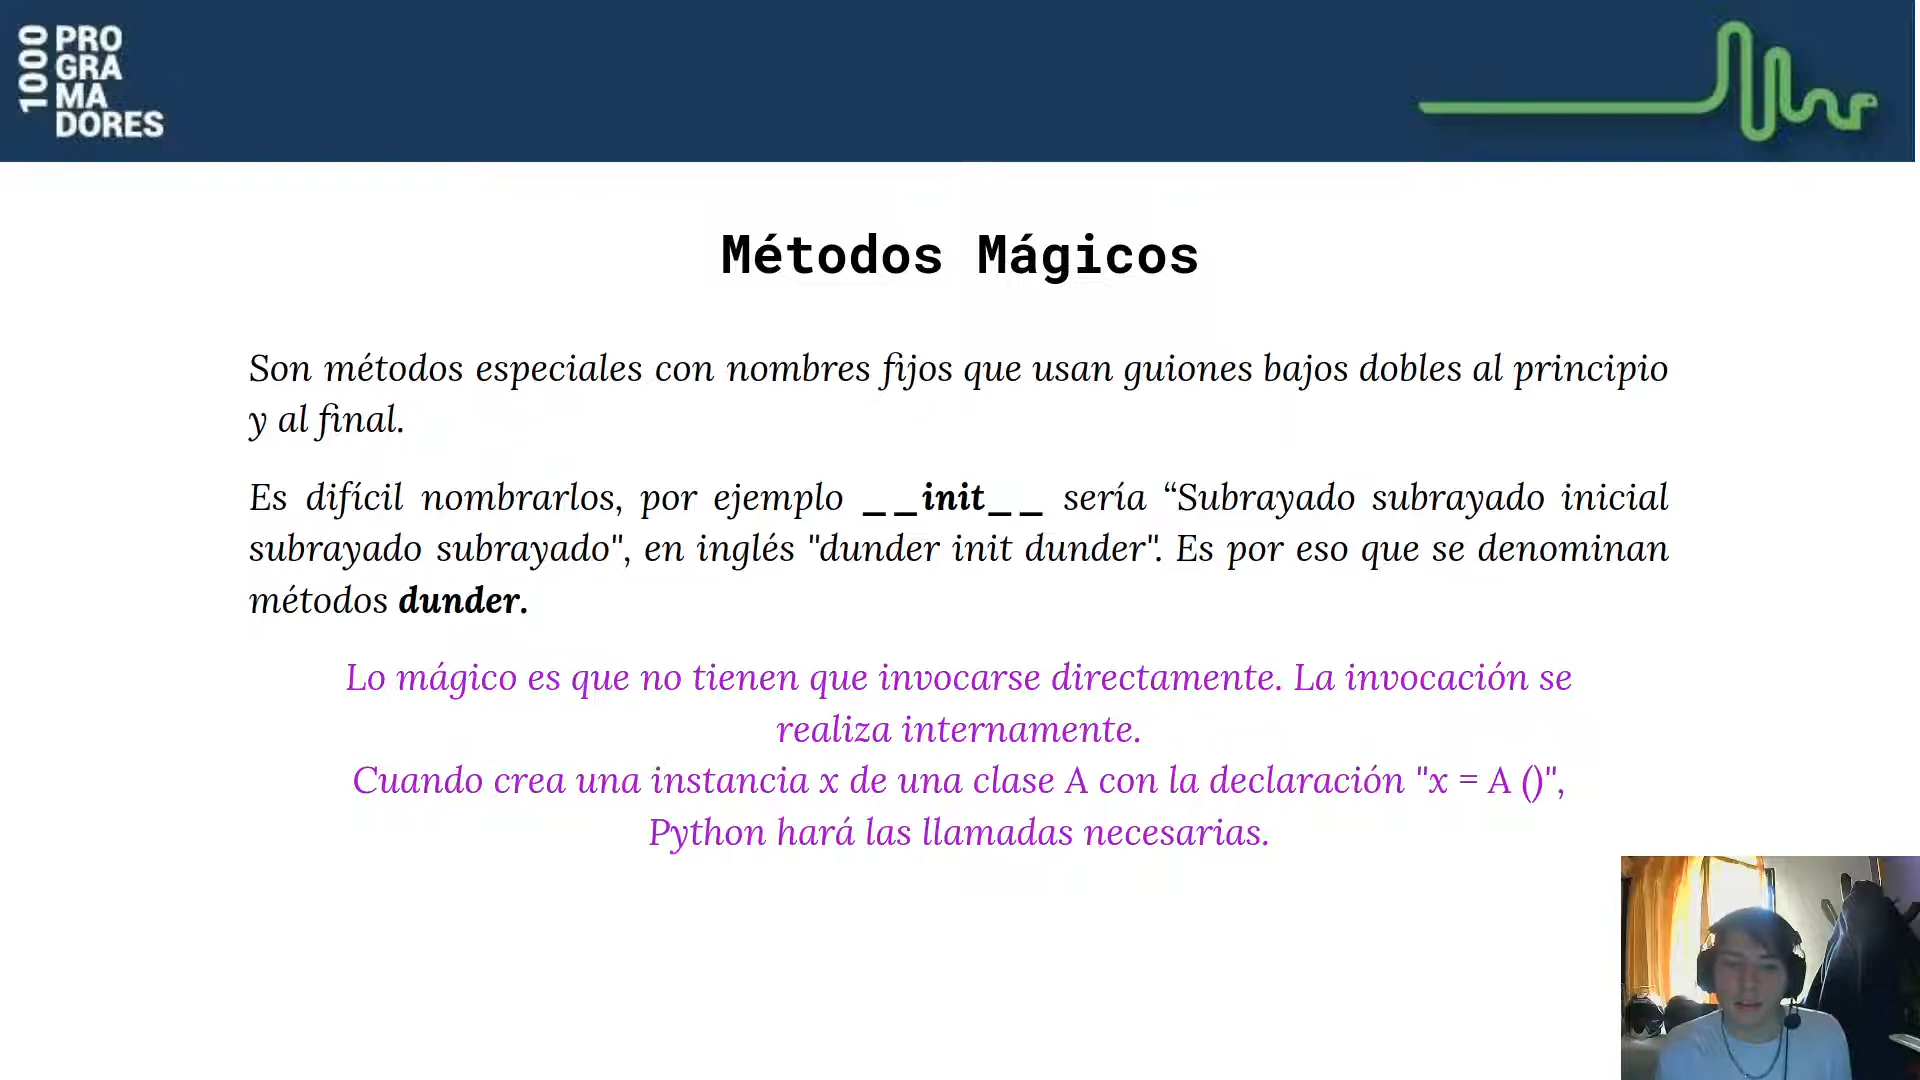 1000
PRO
GRA
MA
DORES
Métodos Mágicos
Son métodos especiales con nombres fijos que usan guiones bajos dobles al principio
y al final.
Es difícil nombrarlos, por ejemplo __init__ sería “Subrayado subrayado inicial
subrayado subrayado", en inglés "dunder init dunder". Es por eso que se denominan
métodos dunder.
Lo mágico es que no tienen que invocarse directamente. La invocación se
realiza internamente.
Cuando crea una instancia x de una clase A con la declaración "x = A ()",
Python hará las llamadas necesarias.